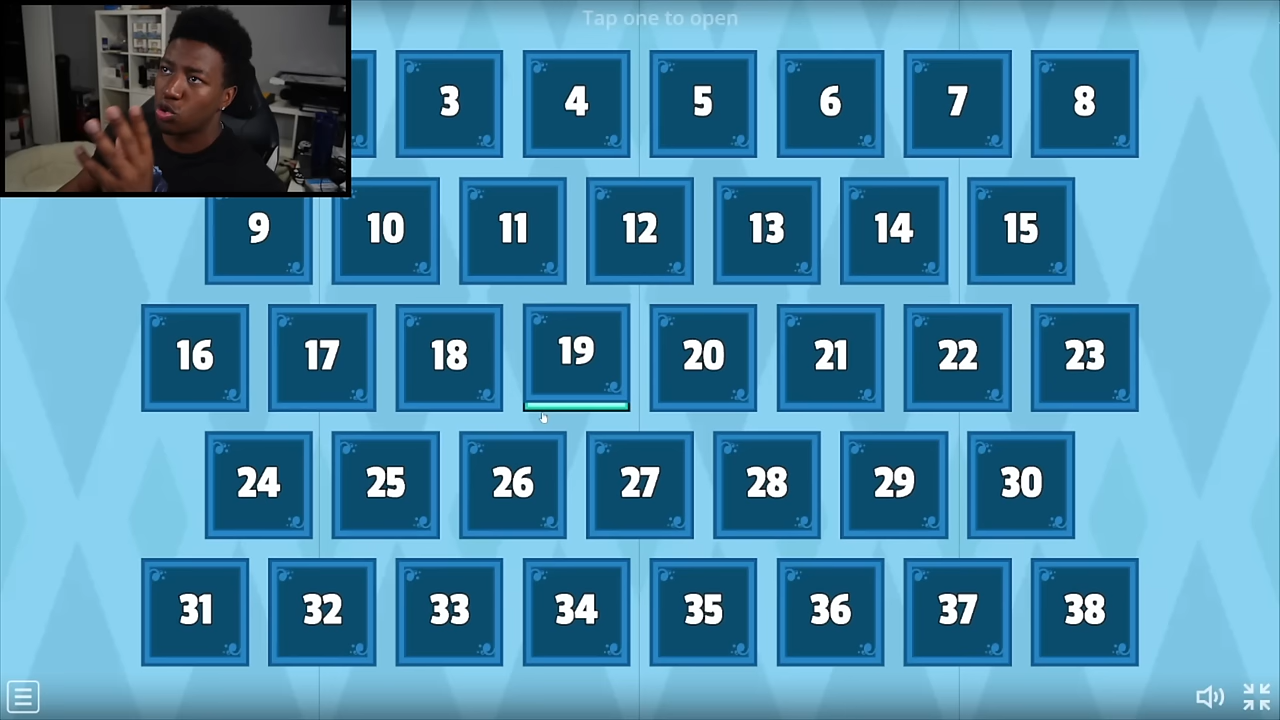 Tap one to open
3 4 5 6 7 8
9 10 11 12 13 14 15
16 17 18 19 20 21 22 23
24 25 26 27 28 29 30
31 32 33 34 35 36 37 38